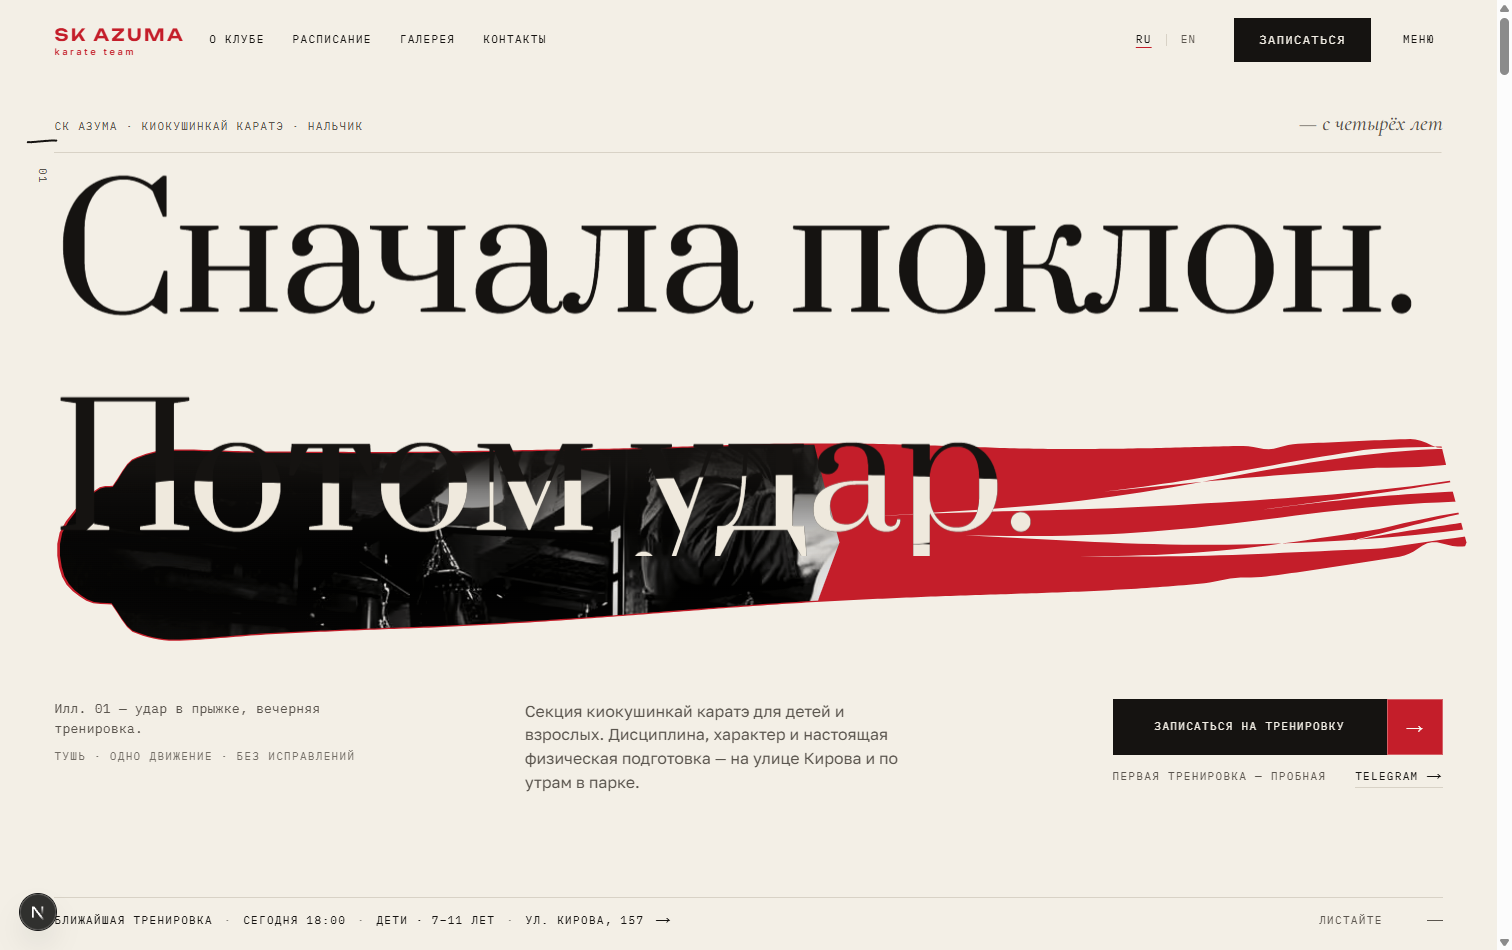 SK AZUMA
karate team
О КЛУБЕ
РАСПИСАНИЕ
ГАЛЕРЕЯ
КОНТАКТЫ
RU | EN
ЗАПИСАТЬСЯ
МЕНЮ
СК АЗУМА · КИОКУШИНКАЙ КАРАТЭ · НАЛЬЧИК
— с четырёх лет
01
Сначала поклон.
Потом удар.
Илл. 01 — удар в прыжке, вечерняя
тренировка.
ТУШЬ · ОДНО ДВИЖЕНИЕ · БЕЗ ИСПРАВЛЕНИЙ
Секция киокушинкай каратэ для детей и
взрослых. Дисциплина, характер и настоящая
физическая подготовка — на улице Кирова и по
утрам в парке.
ЗАПИСАТЬСЯ НА ТРЕНИРОВКУ →
ПЕРВАЯ ТРЕНИРОВКА — ПРОБНАЯ
TELEGRAM →
N
БЛИЖАЙШАЯ ТРЕНИРОВКА · СЕГОДНЯ 18:00 · ДЕТИ · 7–11 ЛЕТ · УЛ. КИРОВА, 157 →
ЛИСТАЙТЕ —